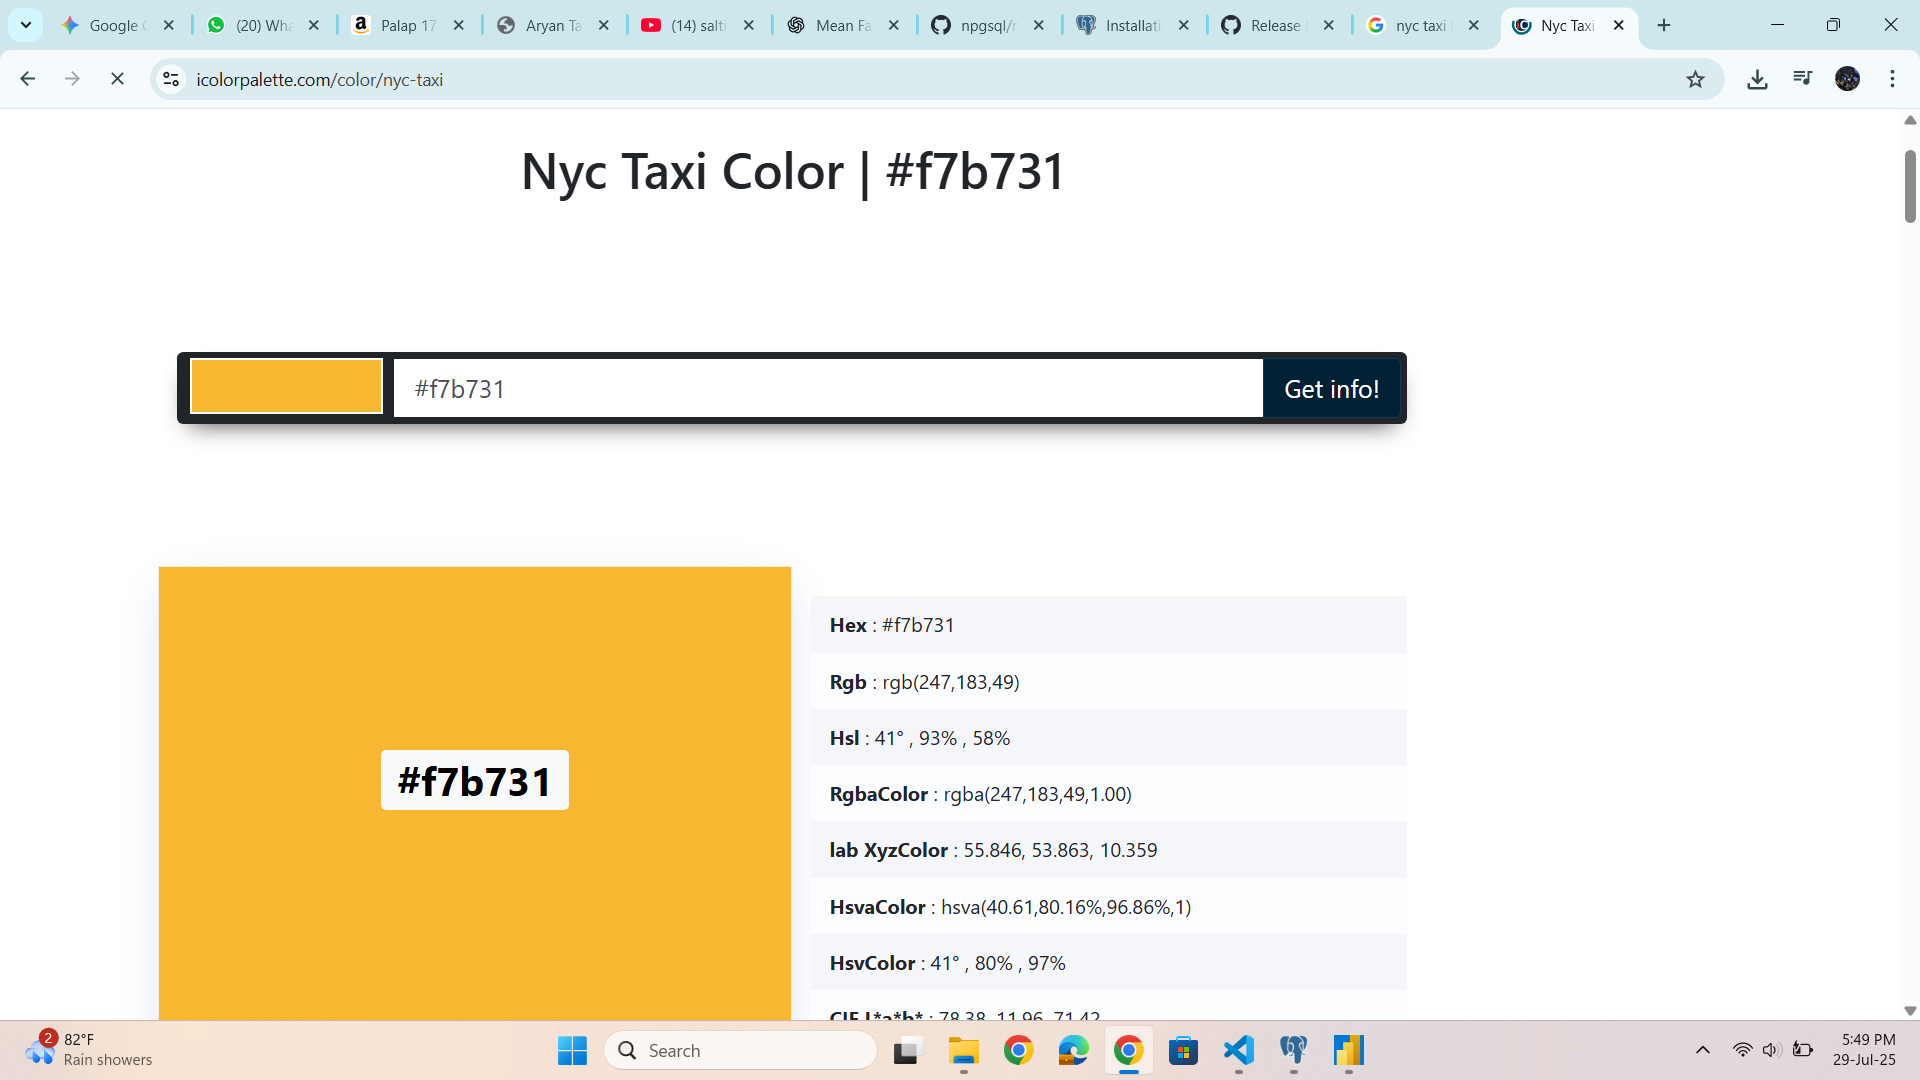 Google
(20) Wha
Palap 17
Aryan Ta
(14) salti
Mean Fa
npgsql/
Installati
Release
nyc taxi
Nyc Taxi
icolorpalette.com/color/nyc-taxi
Nyc Taxi Color | #f7b731
#f7b731
Get info!
#f7b731
Hex : #f7b731
Rgb : rgb(247,183,49)
Hsl : 41° , 93% , 58%
RgbaColor : rgba(247,183,49,1.00)
lab XyzColor : 55.846, 53.863, 10.359
HsvaColor : hsva(40.61,80.16%,96.86%,1)
HsvColor : 41° , 80% , 97%
CIE L*a*b* : 78.38, 11.96, 71.42
2
82°F
Rain showers
Search
5:49 PM
29-Jul-25